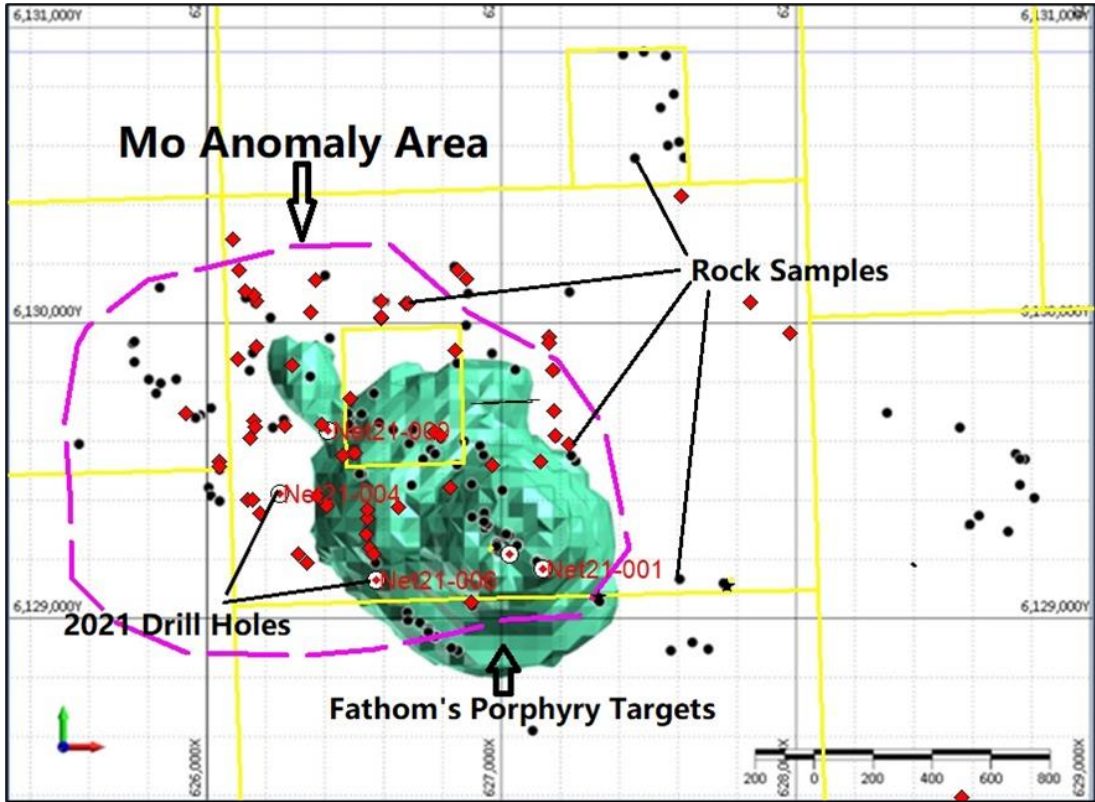 6,131,000Y
6,131,000Y
Mo Anomaly Area
Rock Samples
6,130,000Y
6,130,000Y
Net21-004
Net21-001
6,129,000Y
6,129,000Y
2021 Drill Holes
Fathom's Porphyry Targets
626,000X
627,000X
628,000X
629,000X
200 0 200 400 600 800